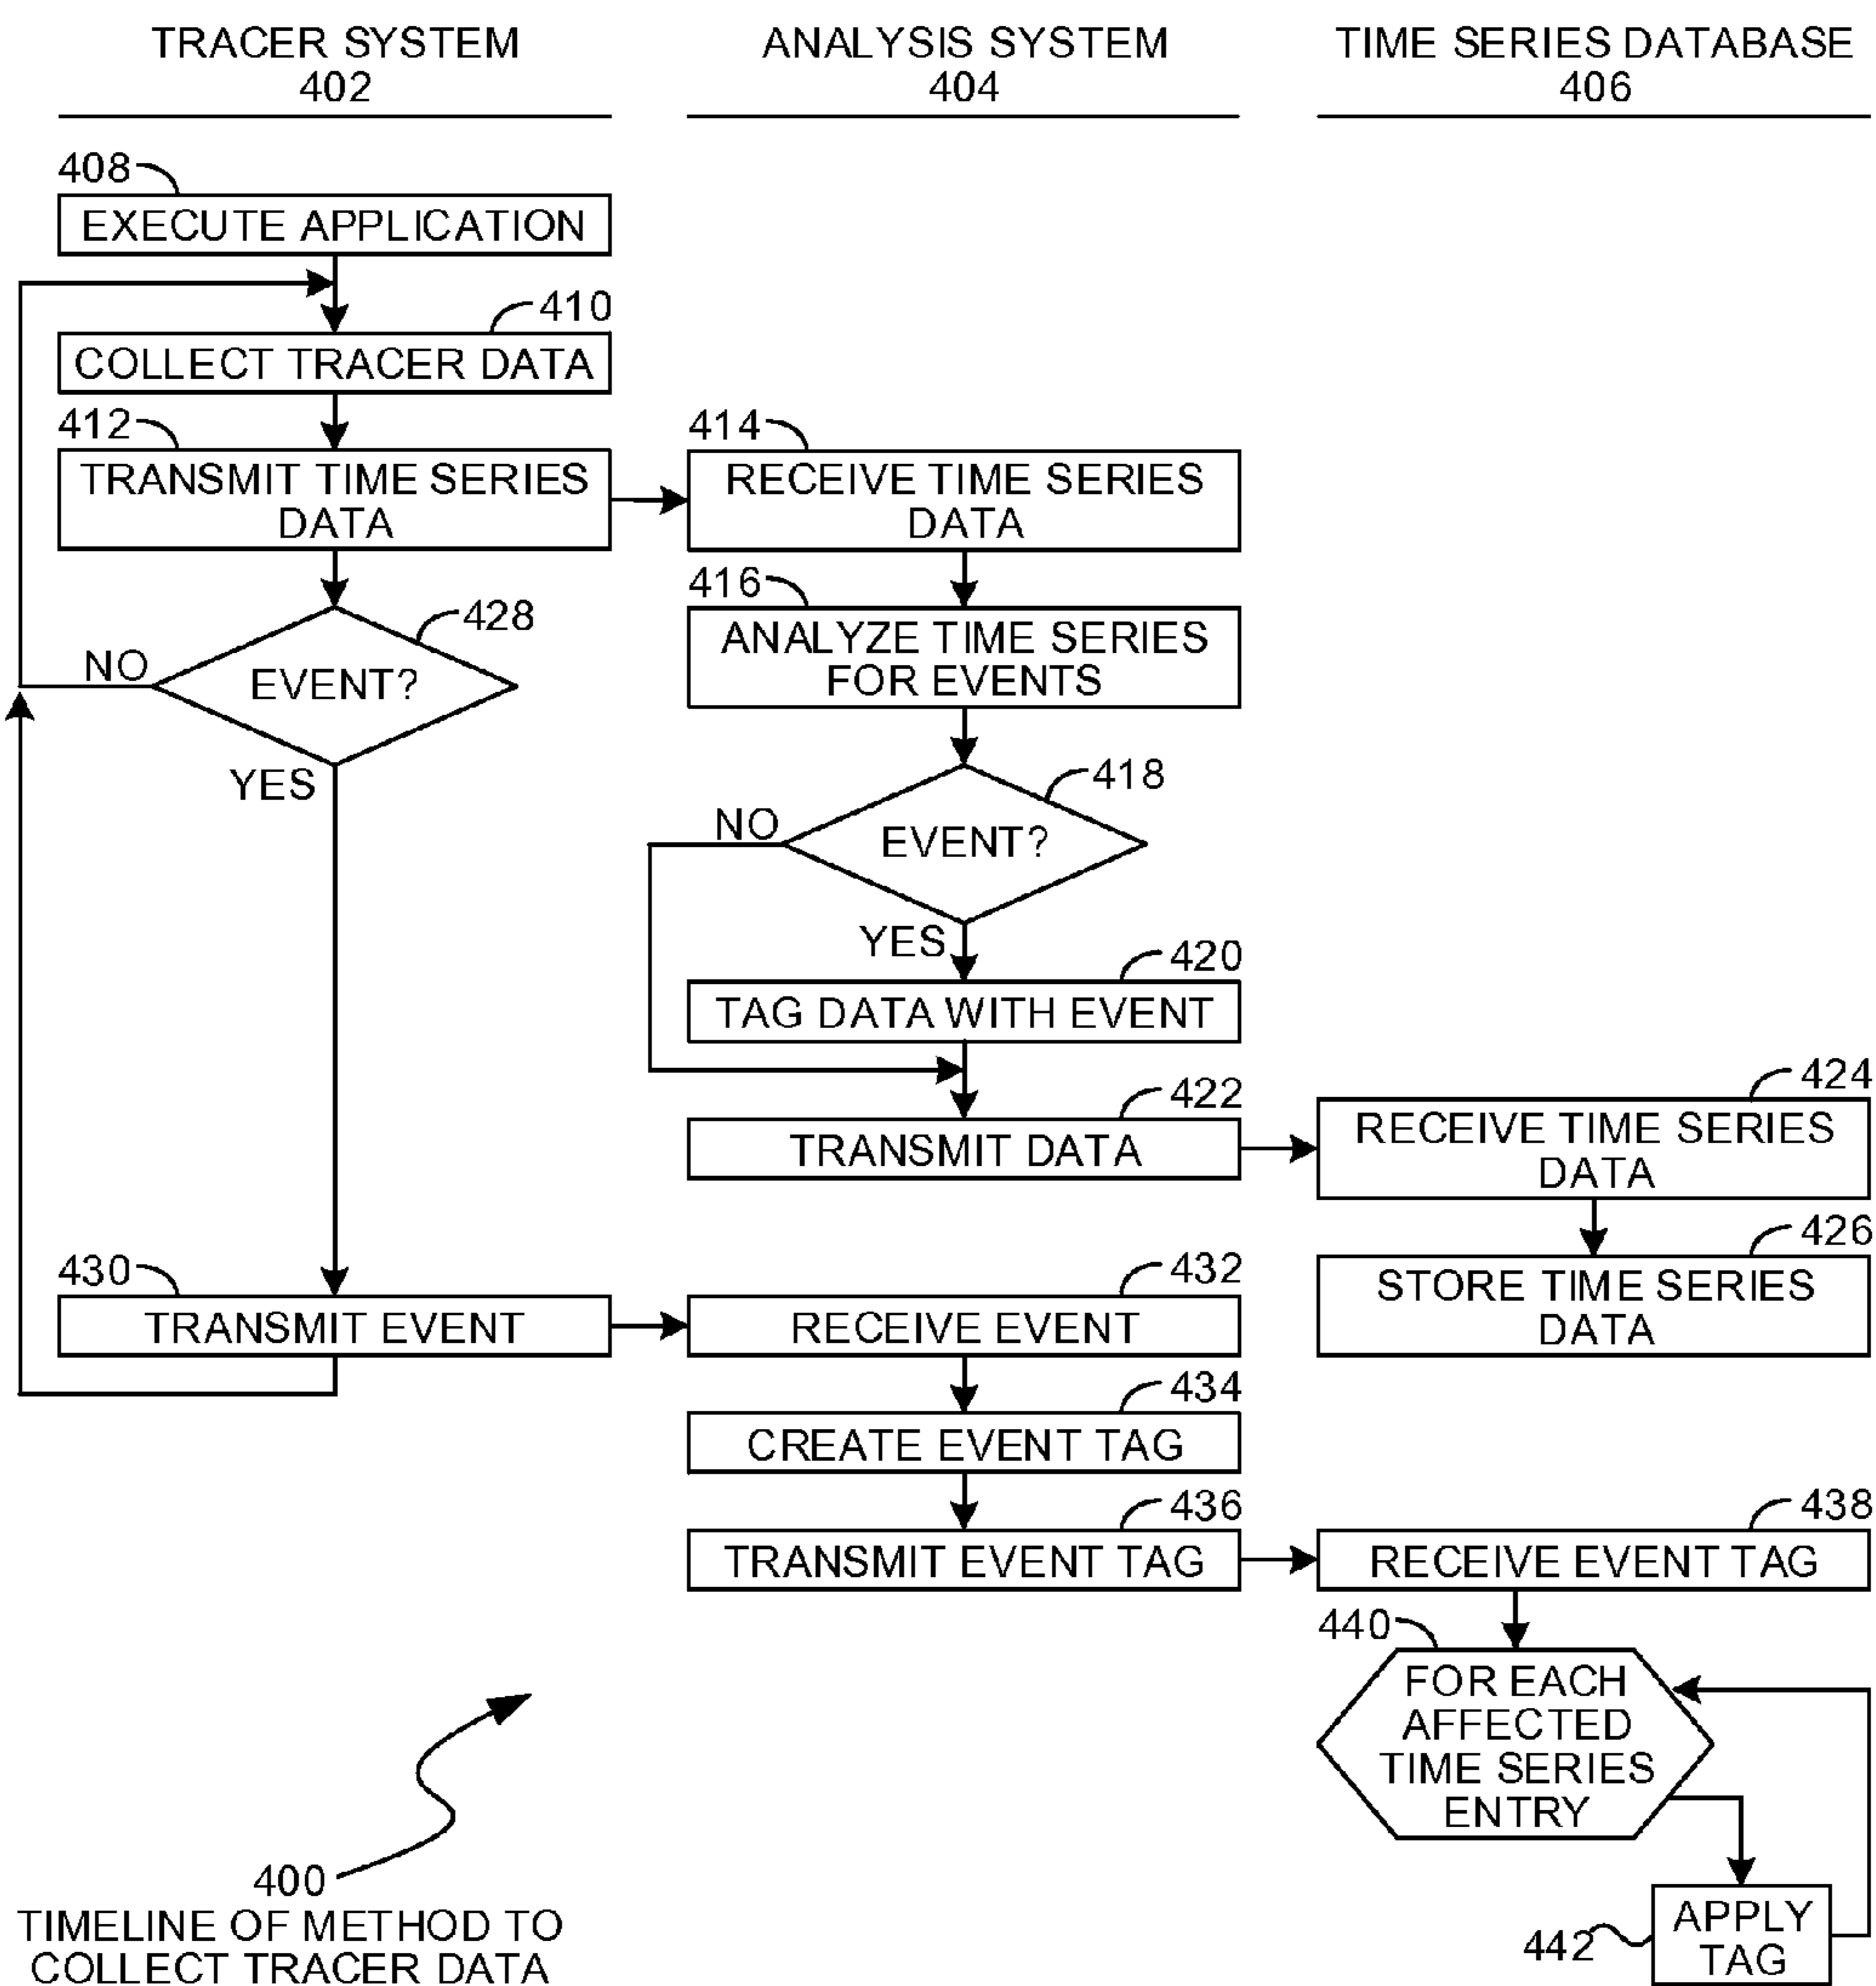 TRACER SYSTEM
402
ANALYSIS SYSTEM
404
TIME SERIES DATABASE
406
408
EXECUTE APPLICATION
410
COLLECT TRACER DATA
412
TRANSMIT TIME SERIES
DATA
414
RECEIVE TIME SERIES
DATA
416
ANALYZE TIME SERIES
FOR EVENTS
428
NO
EVENT?
YES
418
NO
EVENT?
YES
420
TAG DATA WITH EVENT
422
TRANSMIT DATA
424
RECEIVE TIME SERIES
DATA
426
STORE TIME SERIES
DATA
430
TRANSMIT EVENT
432
RECEIVE EVENT
434
CREATE EVENT TAG
436
TRANSMIT EVENT TAG
438
RECEIVE EVENT TAG
440
FOR EACH
AFFECTED
TIME SERIES
ENTRY
442
APPLY
TAG
400
TIMELINE OF METHOD TO
COLLECT TRACER DATA